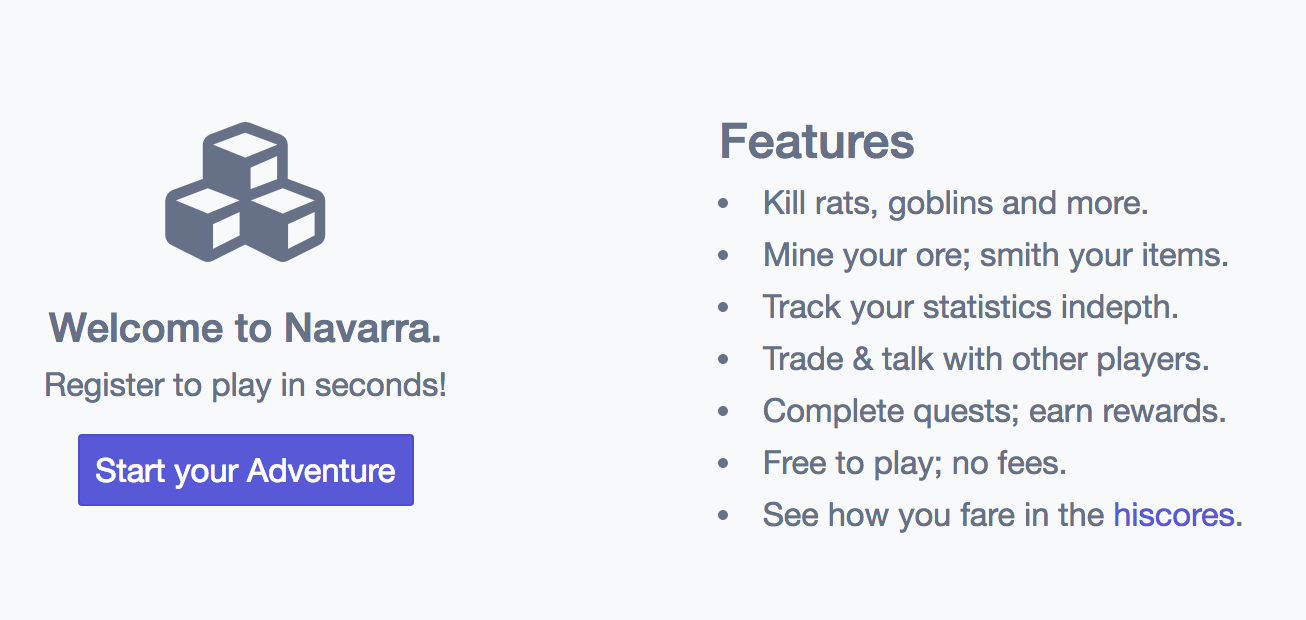 Welcome to Navarra.
Register to play in seconds!
Start your Adventure
Features
Kill rats, goblins and more.
Mine your ore; smith your items.
Track your statistics indepth.
Trade & talk with other players.
Complete quests; earn rewards.
Free to play; no fees.
See how you fare in the hiscores.